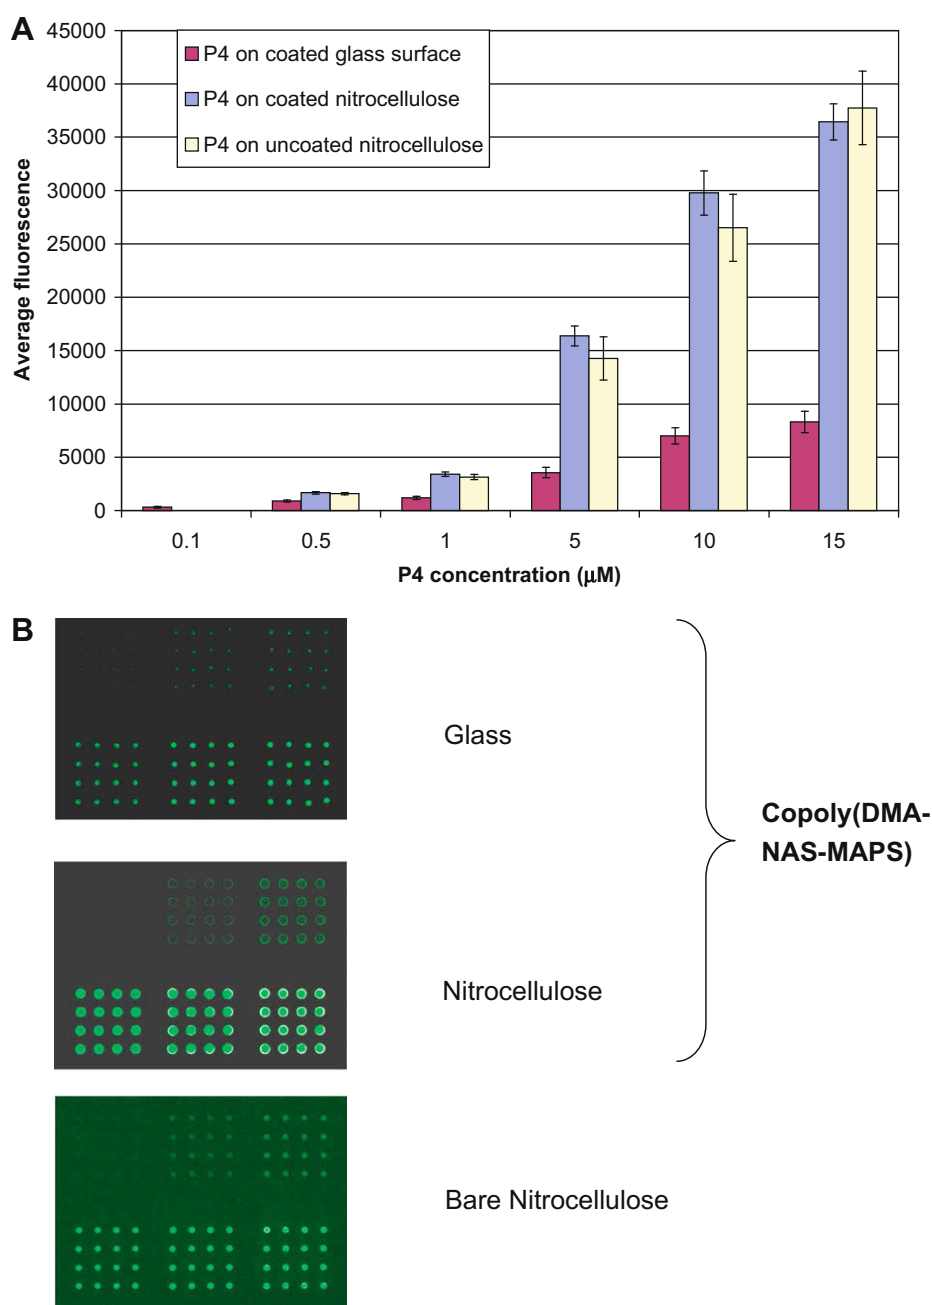 A
45000
40000
35000
30000
25000
20000
15000
10000
5000
0
Average fluorescence
P4 on coated glass surface
P4 on coated nitrocellulose
P4 on uncoated nitrocellulose
0.1 0.5 1 5 10 15
P4 concentration (μM)
B
Glass
Copoly(DMA-
NAS-MAPS)
Nitrocellulose
Bare Nitrocellulose